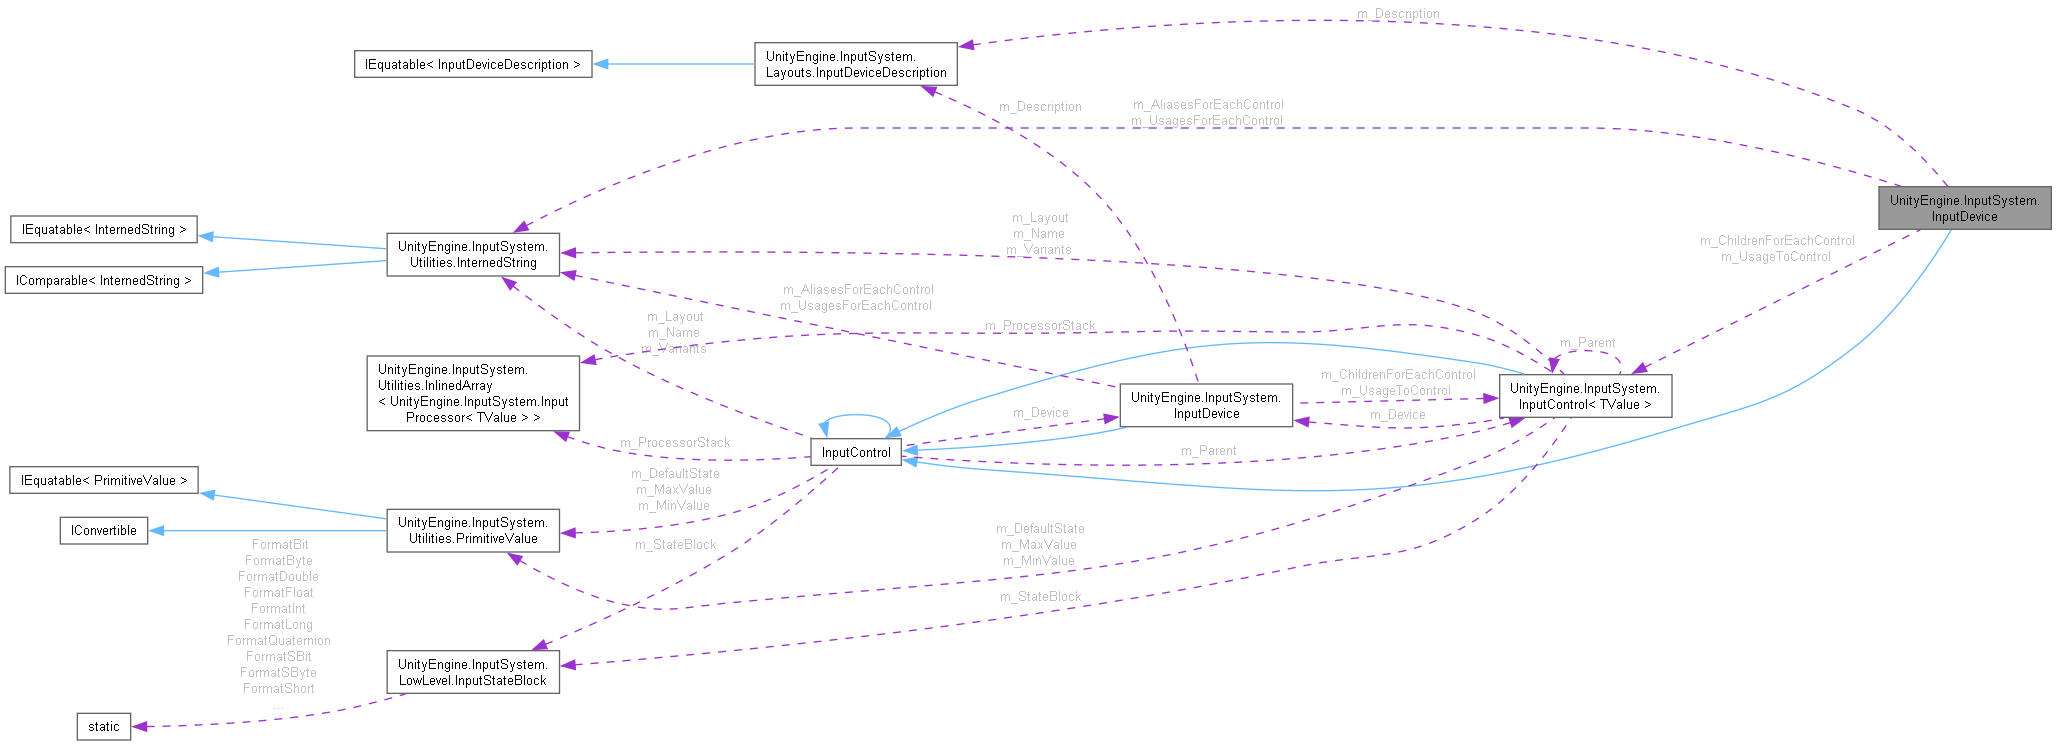 m_Description
IEquatable< InputDeviceDescription >
UnityEngine.InputSystem.
Layouts.InputDeviceDescription
m_Description
m_AliasesForEachControl
m_UsagesForEachControl
UnityEngine.InputSystem.
InputDevice
IEquatable< InternedString >
IComparable< InternedString >
UnityEngine.InputSystem.
Utilities.InternedString
m_Layout
m_Name
m_Variants
m_ChildrenForEachControl
m_UsageToControl
m_AliasesForEachControl
m_UsagesForEachControl
m_Layout
m_Name
m_Variants
m_ProcessorStack
m_Parent
UnityEngine.InputSystem.
Utilities.InlinedArray
< UnityEngine.InputSystem.Input
Processor< TValue > >
m_ChildrenForEachControl
m_UsageToControl
UnityEngine.InputSystem.
InputDevice
UnityEngine.InputSystem.
InputControl< TValue >
m_Device
m_Device
m_ProcessorStack
InputControl
m_Parent
IEquatable< PrimitiveValue >
IConvertible
UnityEngine.InputSystem.
Utilities.PrimitiveValue
m_DefaultState
m_MaxValue
m_MinValue
m_StateBlock
m_DefaultState
m_MaxValue
m_MinValue
m_StateBlock
FormatBit
FormatByte
FormatDouble
FormatFloat
FormatInt
FormatLong
FormatQuaternion
FormatSBit
FormatSByte
FormatShort
...
UnityEngine.InputSystem.
LowLevel.InputStateBlock
static